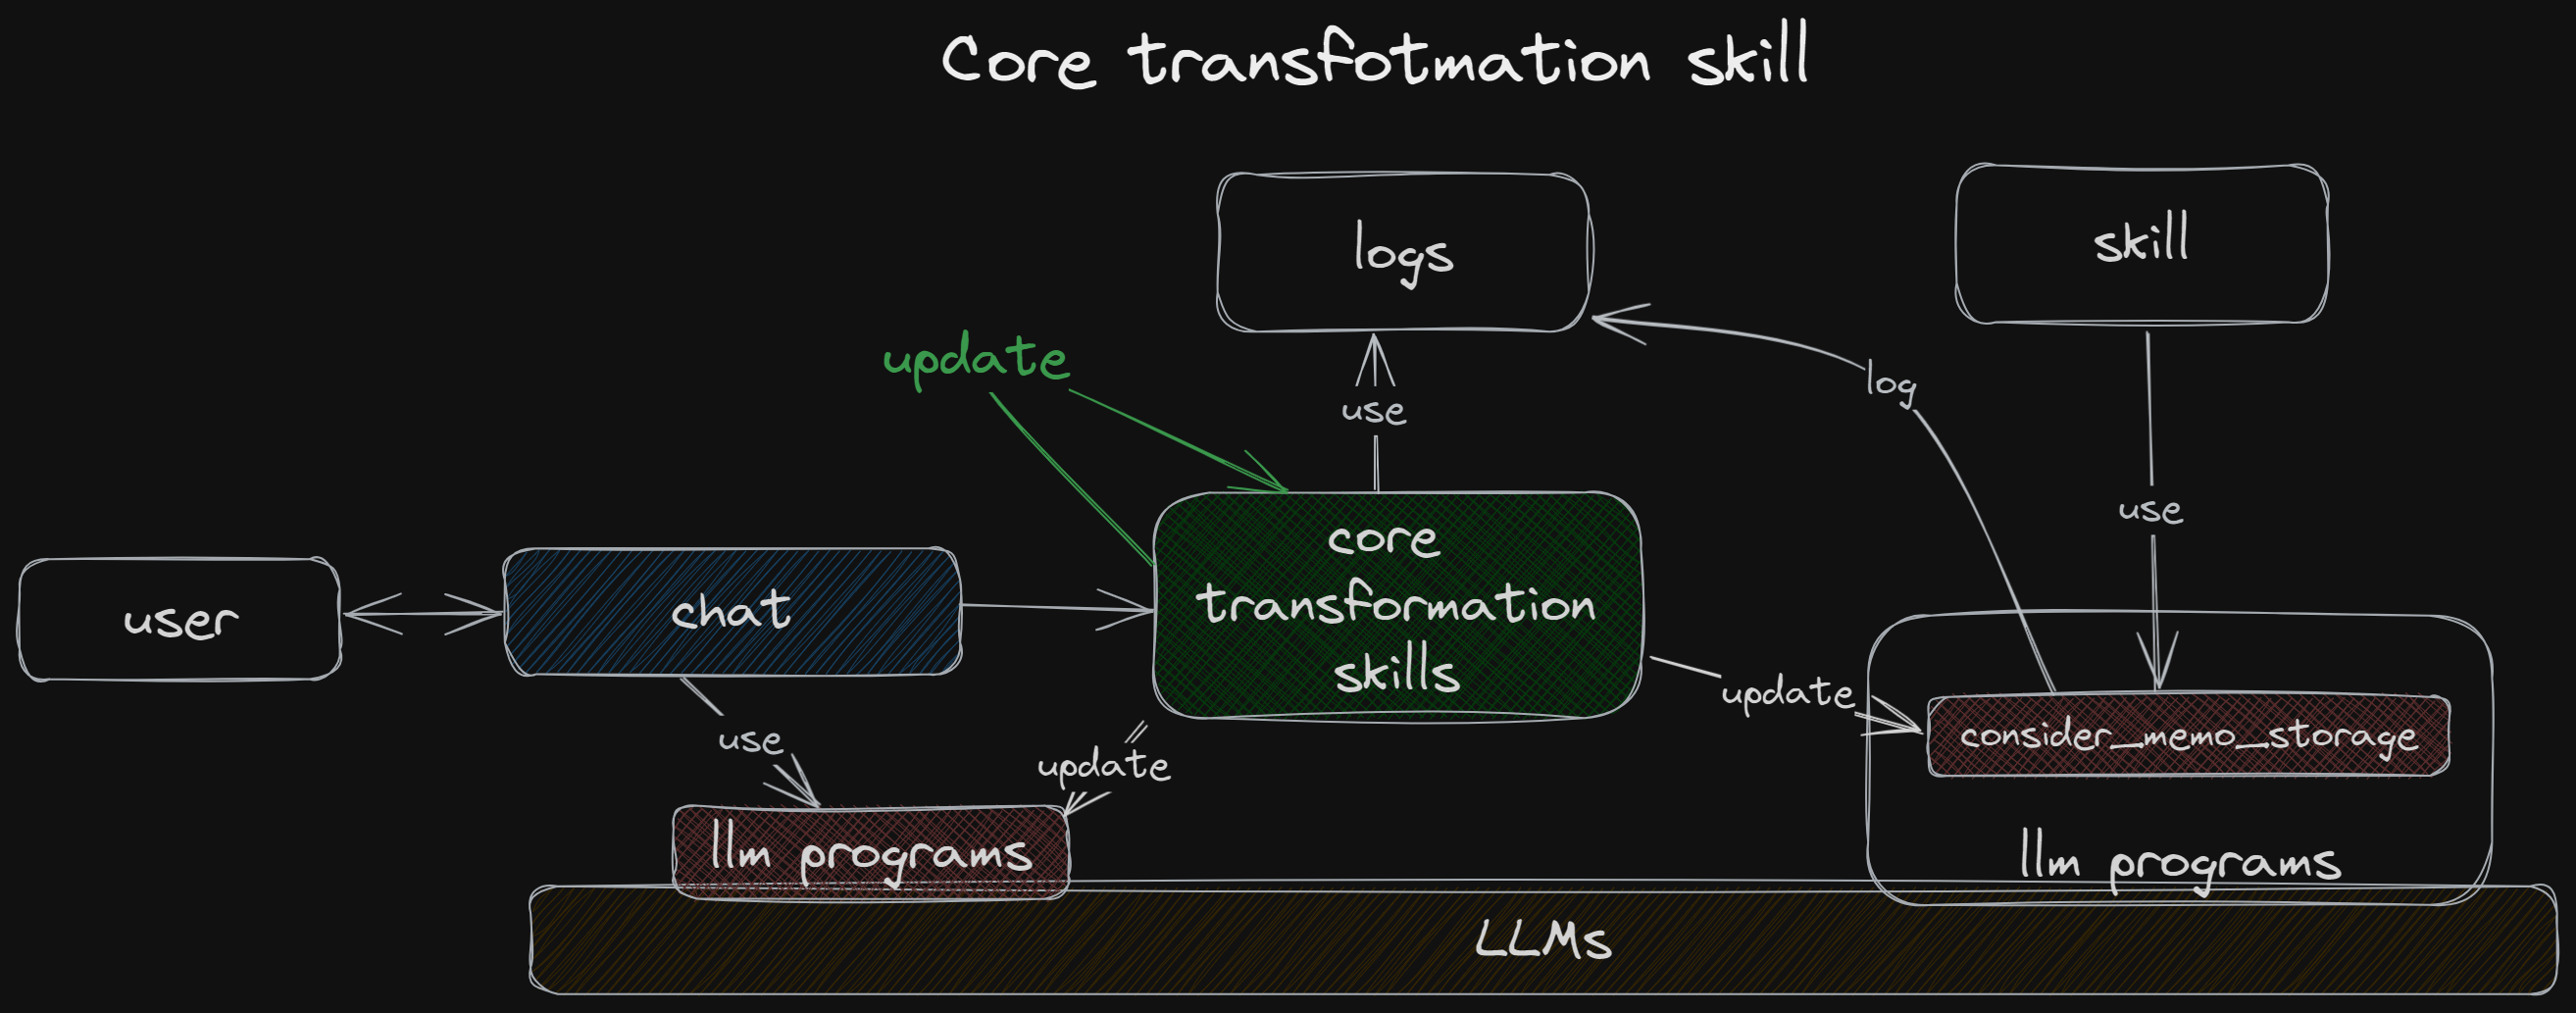 Core transfotmation skill
logs
skill
update
use
log
use
user
chat
core
transformation
skills
update
consider_memo_storage
use
update
llm programs
llm programs
LLMs